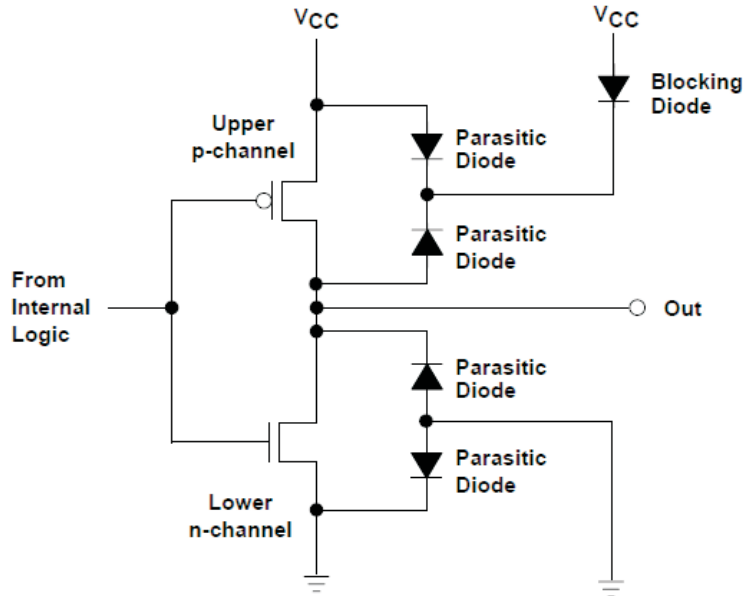 VCC
VCC
Blocking
Diode
Upper
p-channel
Parasitic
Diode
Parasitic
Diode
From
Internal
Logic
Out
Parasitic
Diode
Parasitic
Diode
Lower
n-channel